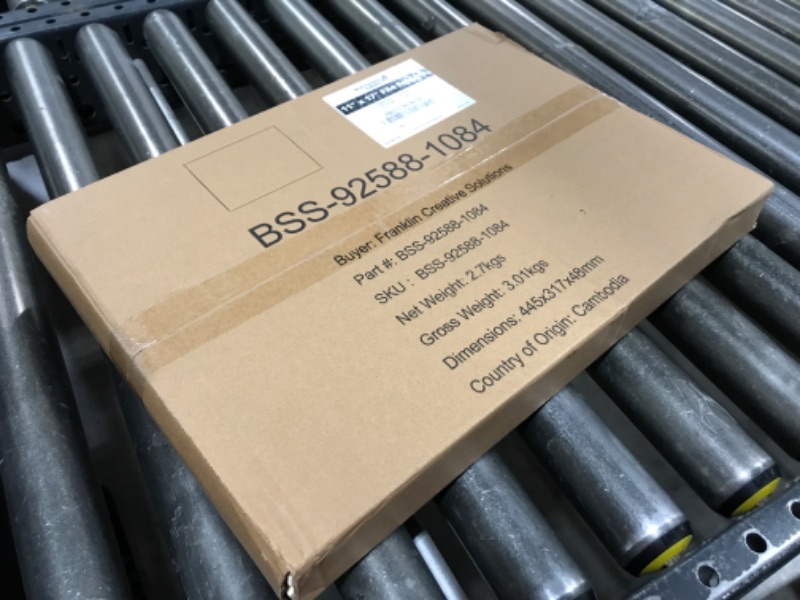 11" x 17"
BSS-92588-1084
Buyer: Franklin Creative Solutions
Part #: BSS-92588-1084
SKU : BSS-92588-1084
Net Weight: 2.7kgs
Gross Weight: 3.01kgs
Dimensions: 445x317x48mm
Country of Origin: Cambodia